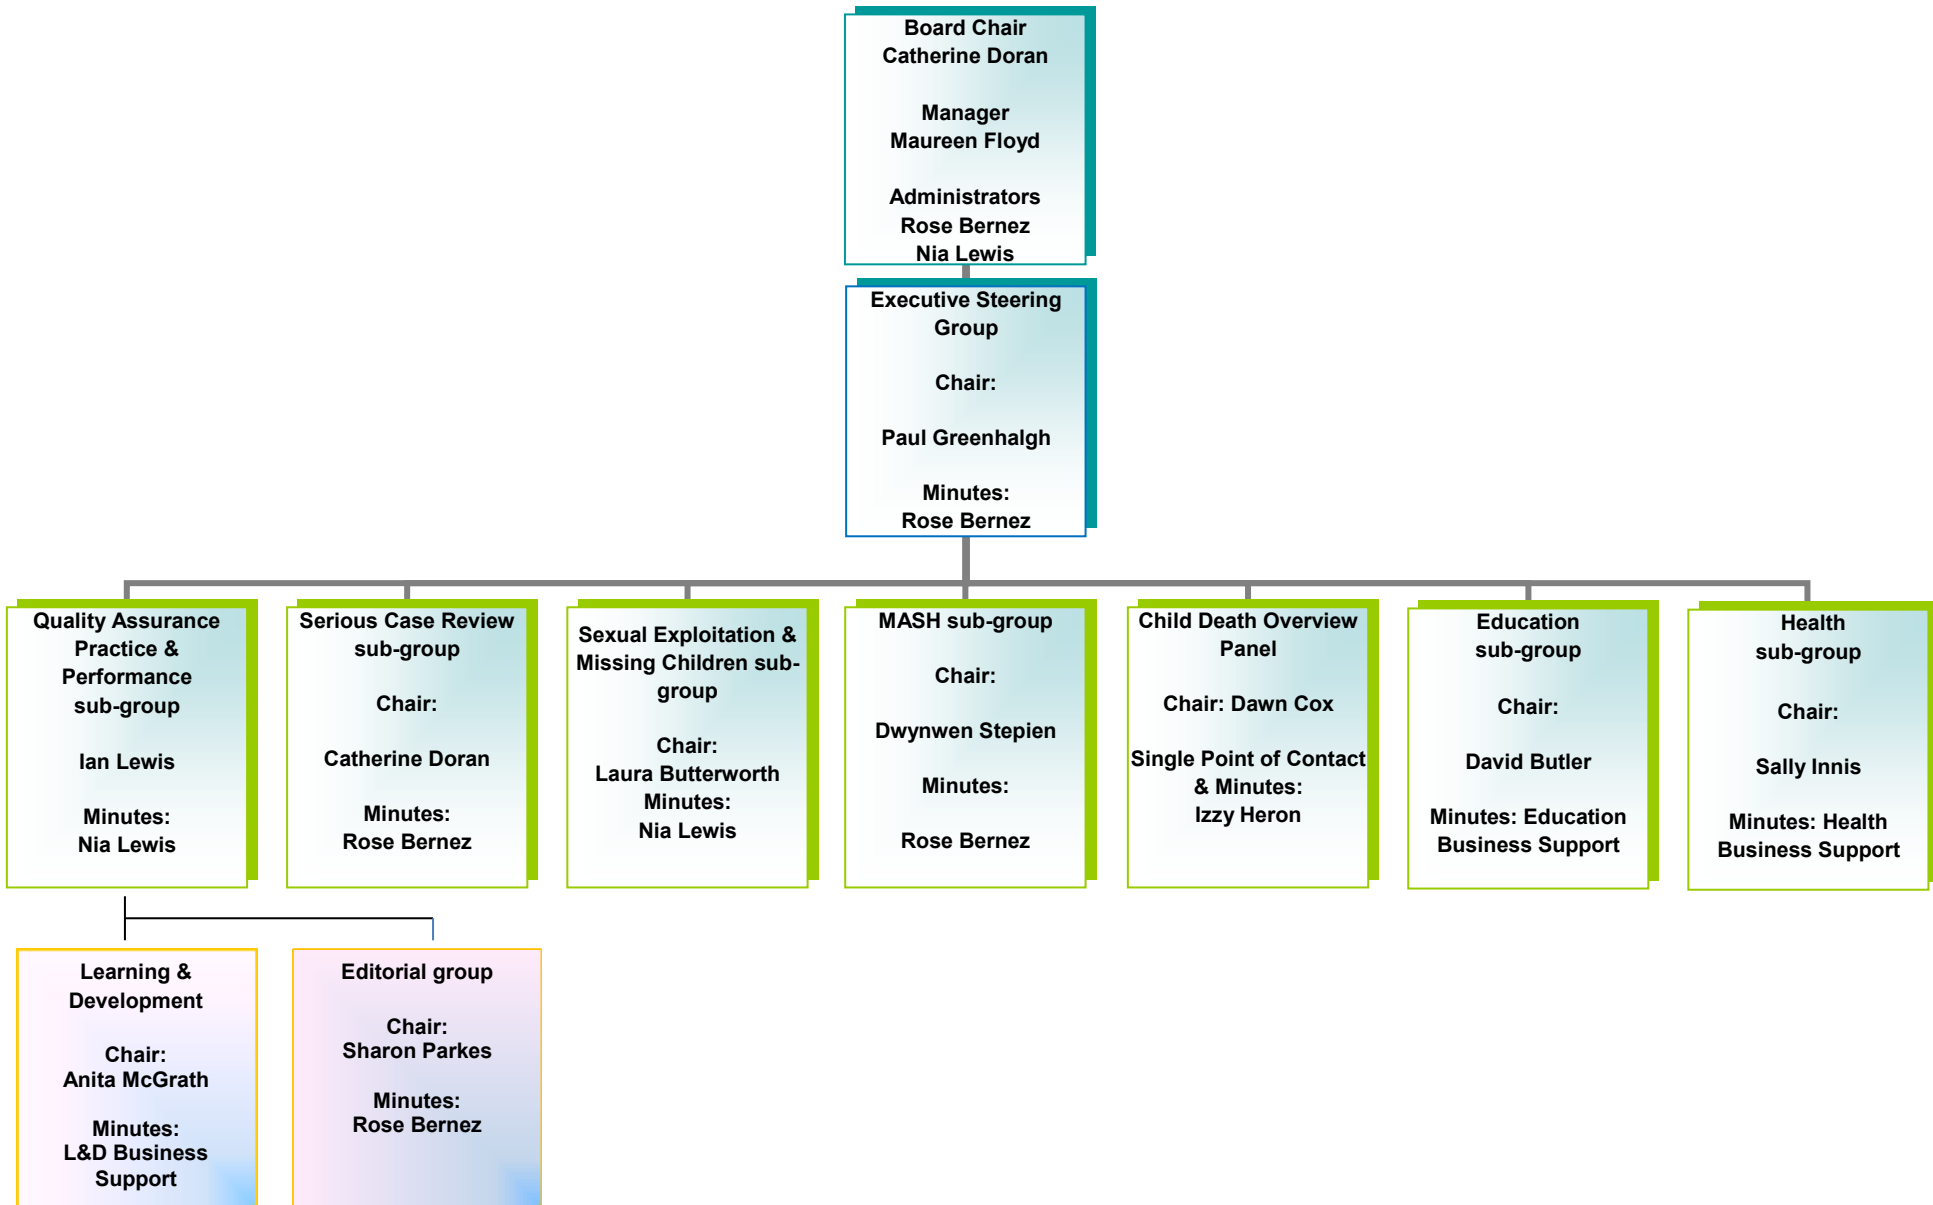 Board Chair
Catherine Doran
Manager
Maureen Floyd
Administrators
Rose Bernez
Nia Lewis
Executive Steering
Group
Chair:
Paul Greenhalgh
Minutes:
Rose Bernez
Quality Assurance
Practice &
Performance
sub-group
Ian Lewis
Minutes:
Nia Lewis
Serious Case Review
sub-group
Chair:
Catherine Doran
Minutes:
Rose Bernez
Sexual Exploitation &
Missing Children sub-
group
Chair:
Laura Butterworth
Minutes:
Nia Lewis
MASH sub-group
Chair:
Dwynwen Stepien
Minutes:
Rose Bernez
Child Death Overview
Panel
Chair: Dawn Cox
Single Point of Contact
& Minutes:
Izzy Heron
Education
sub-group
Chair:
David Butler
Minutes: Education
Business Support
Health
sub-group
Chair:
Sally Innis
Minutes: Health
Business Support
Learning &
Development
Chair:
Anita McGrath
Minutes:
L&D Business
Support
Editorial group
Chair:
Sharon Parkes
Minutes:
Rose Bernez